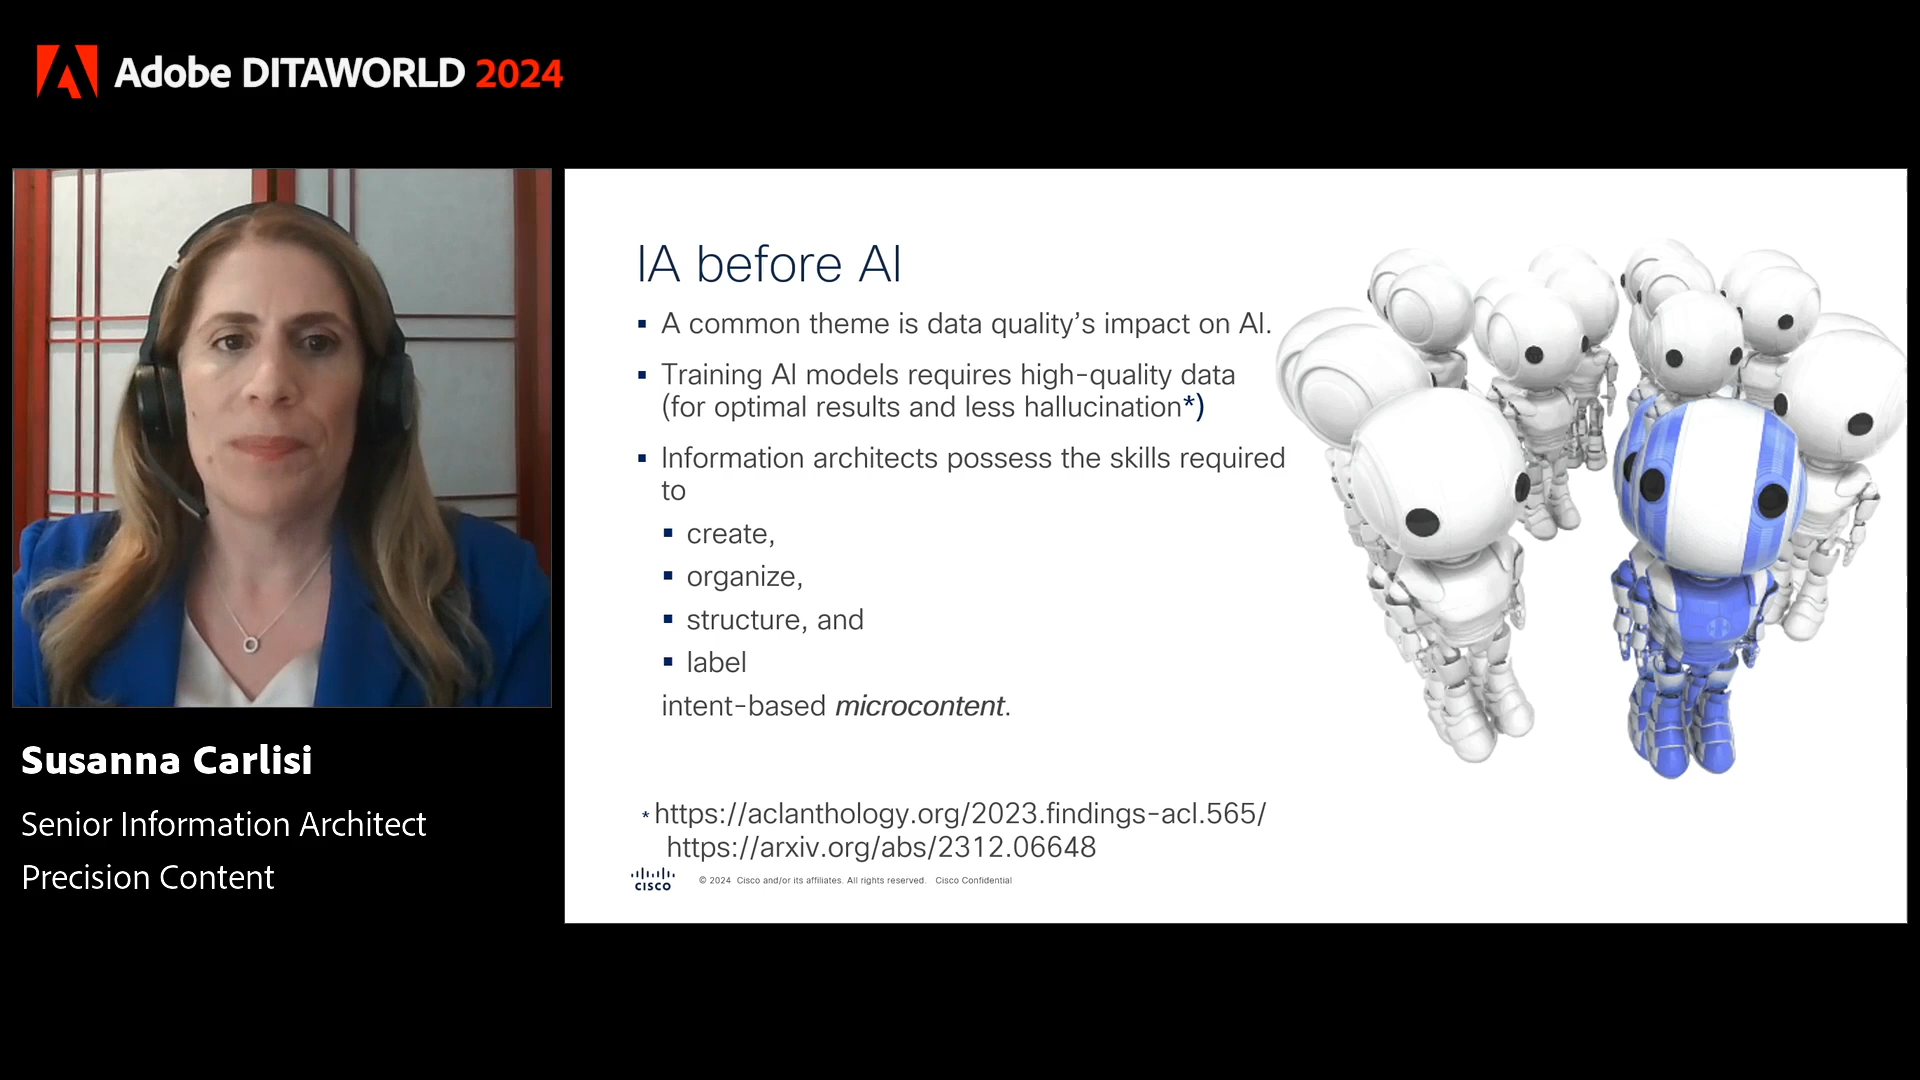 Adobe DITAWORLD 2024
Susanna Carlisi
Senior Information Architect
Precision Content
IA before AI
▪ A common theme is data quality’s impact on AI.
▪ Training AI models requires high-quality data
(for optimal results and less hallucination*)
▪ Information architects possess the skills required
to
▪ create,
▪ organize,
▪ structure, and
▪ label
intent-based microcontent.
* https://aclanthology.org/2023.findings-acl.565/
https://arxiv.org/abs/2312.06648
CISCO
© 2024 Cisco and/or its affiliates. All rights reserved. Cisco Confidential